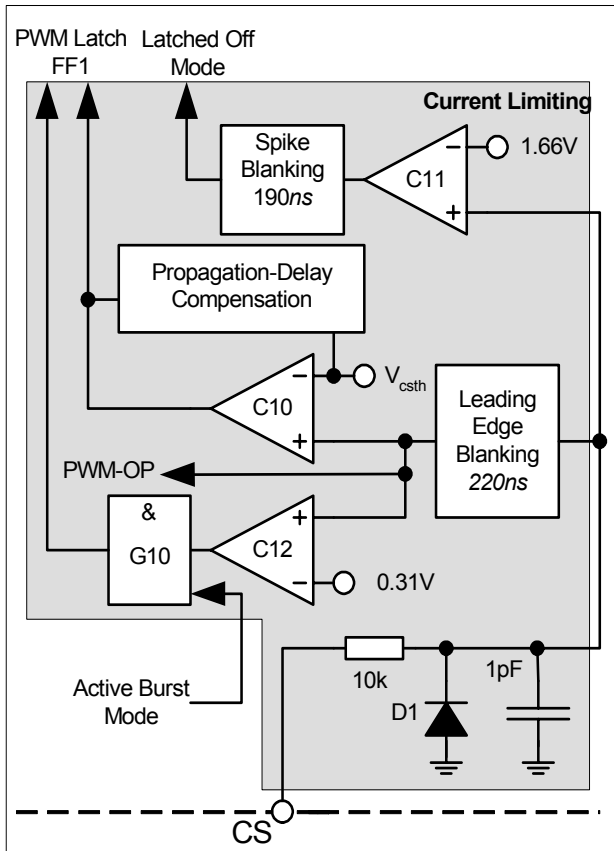 PWM Latch
FF1
Latched Off
Mode
Current Limiting
Spike
Blanking
190ns
C11
1.66V
−
+
Propagation-Delay
Compensation
−
C10
+
Vcsth
Leading
Edge
Blanking
220ns
PWM-OP
&
G10
+
C12
−
0.31V
Active Burst
Mode
10k
D1
1pF
CS